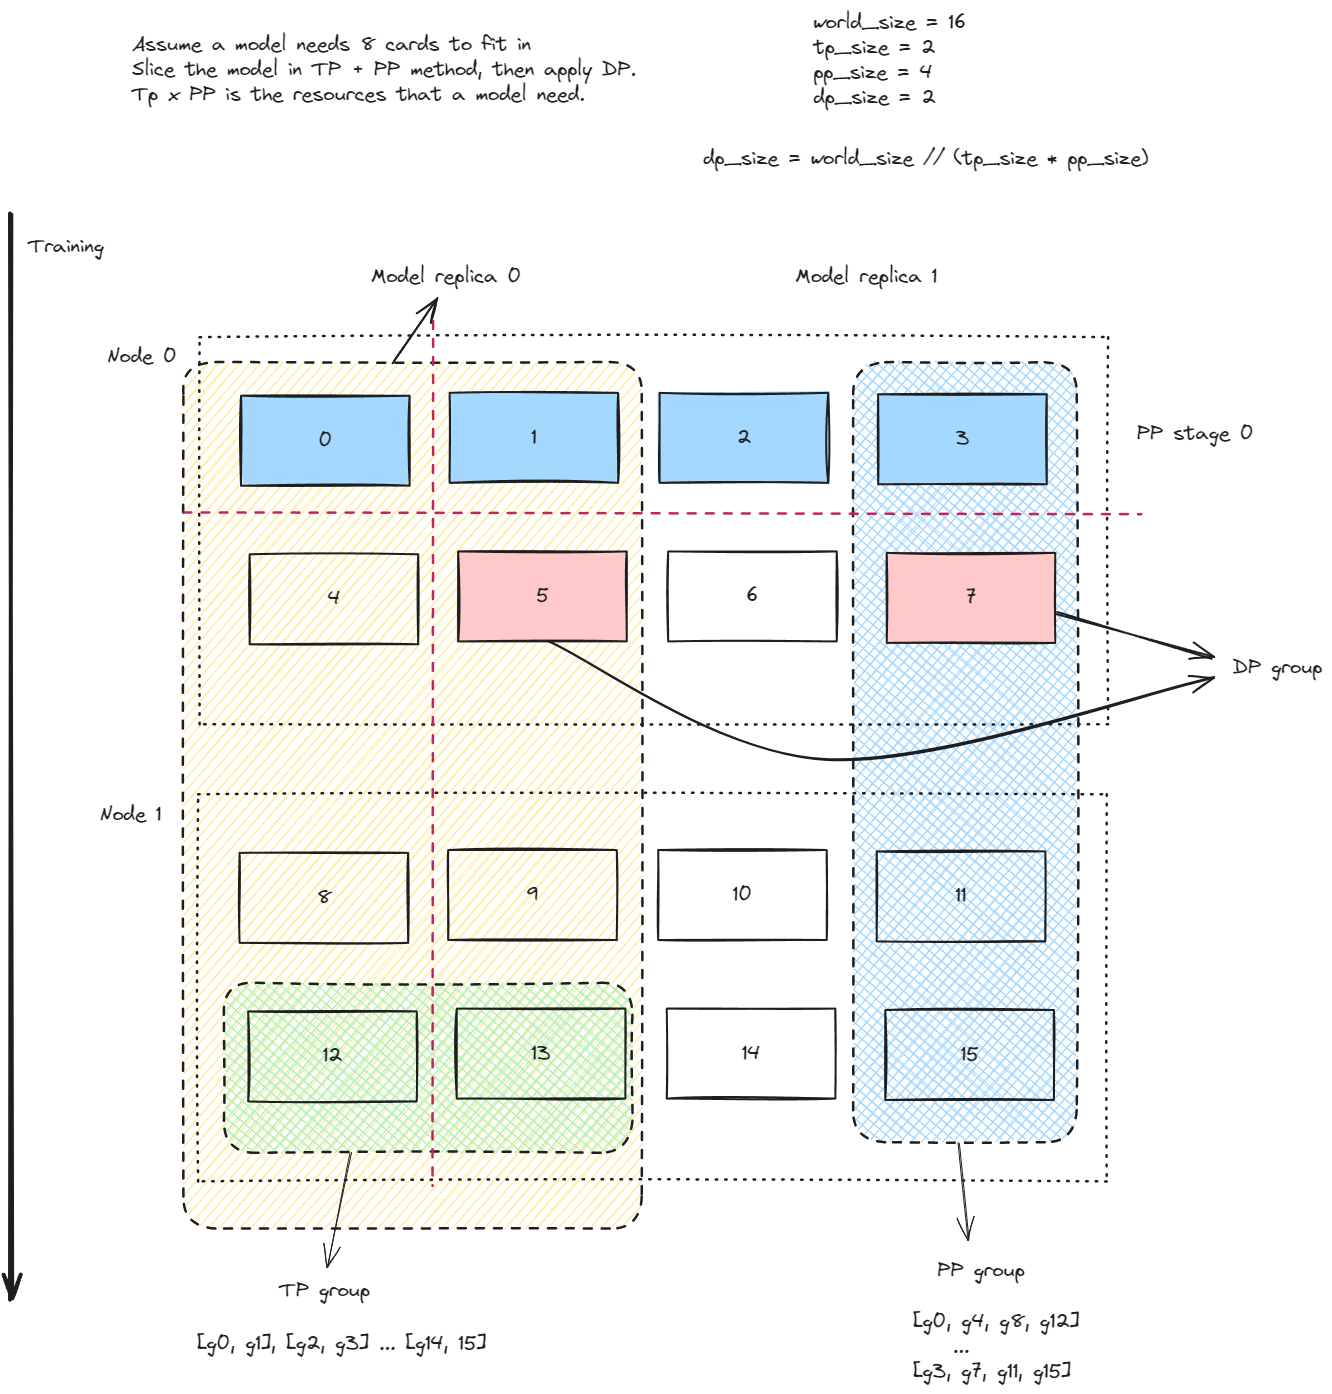 Assume a model needs 8 cards to fit in
Slice the model in TP + PP method, then apply DP.
Tp x PP is the resources that a model need.
world_size = 16
tp_size = 2
pp_size = 4
dp_size = 2
dp_size = world_size // (tp_size * pp_size)
Training
Model replica 0
Model replica 1
Node 0
0
1
2
3
PP stage 0
4
5
6
7
DP group
Node 1
8
9
10
11
12
13
14
15
TP group
[g0, g1], [g2, g3] ... [g14, 15]
PP group
[g0, g4, g8, g12]
...
[g3, g7, g11, g15]